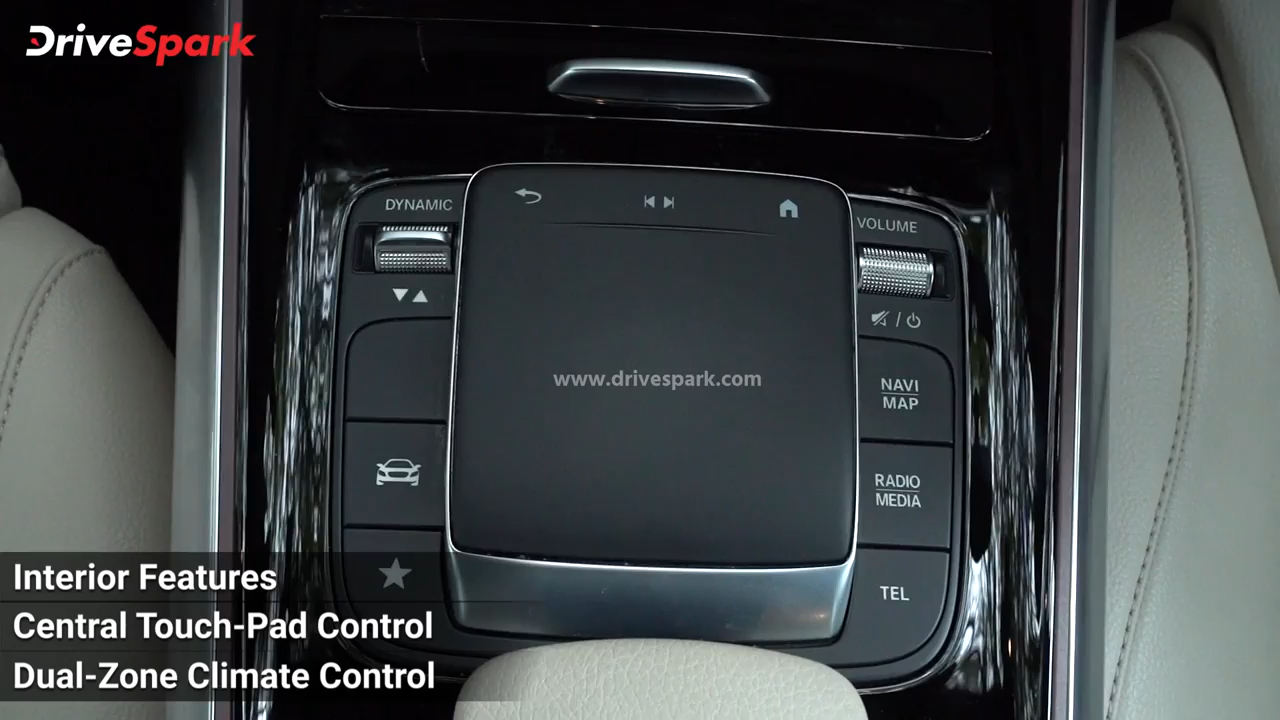 DriveSpark
DYNAMIC
VOLUME
www.drivespark.com
NAVI
MAP
RADIO
MEDIA
TEL
Interior Features
Central Touch-Pad Control
Dual-Zone Climate Control